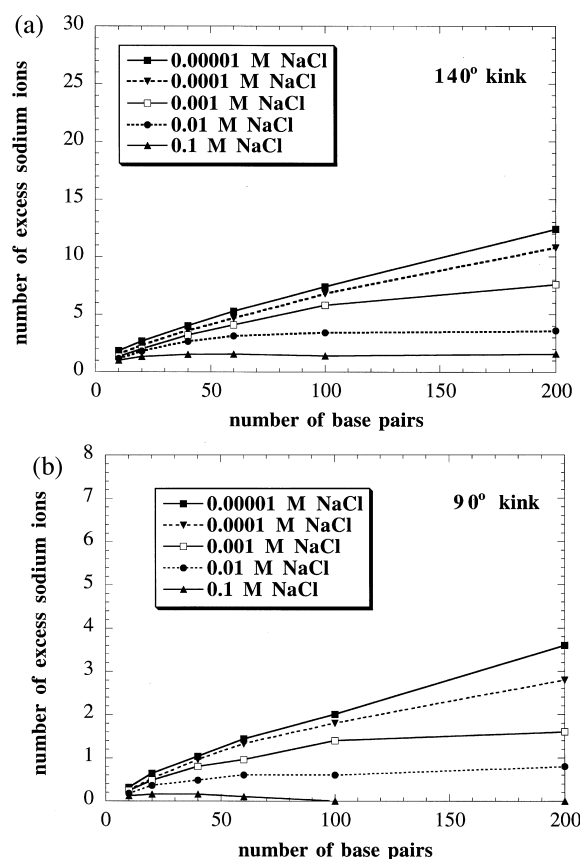 (a)
30
25
20
15
10
5
0
number of excess sodium ions
0.00001 M NaCl
0.0001 M NaCl
0.001 M NaCl
0.01 M NaCl
0.1 M NaCl
140° kink
0 50 100 150 200
number of base pairs
(b)
8
7
6
5
4
3
2
1
0
number of excess sodium ions
0.00001 M NaCl
0.0001 M NaCl
0.001 M NaCl
0.01 M NaCl
0.1 M NaCl
90° kink
0 50 100 150 200
number of base pairs